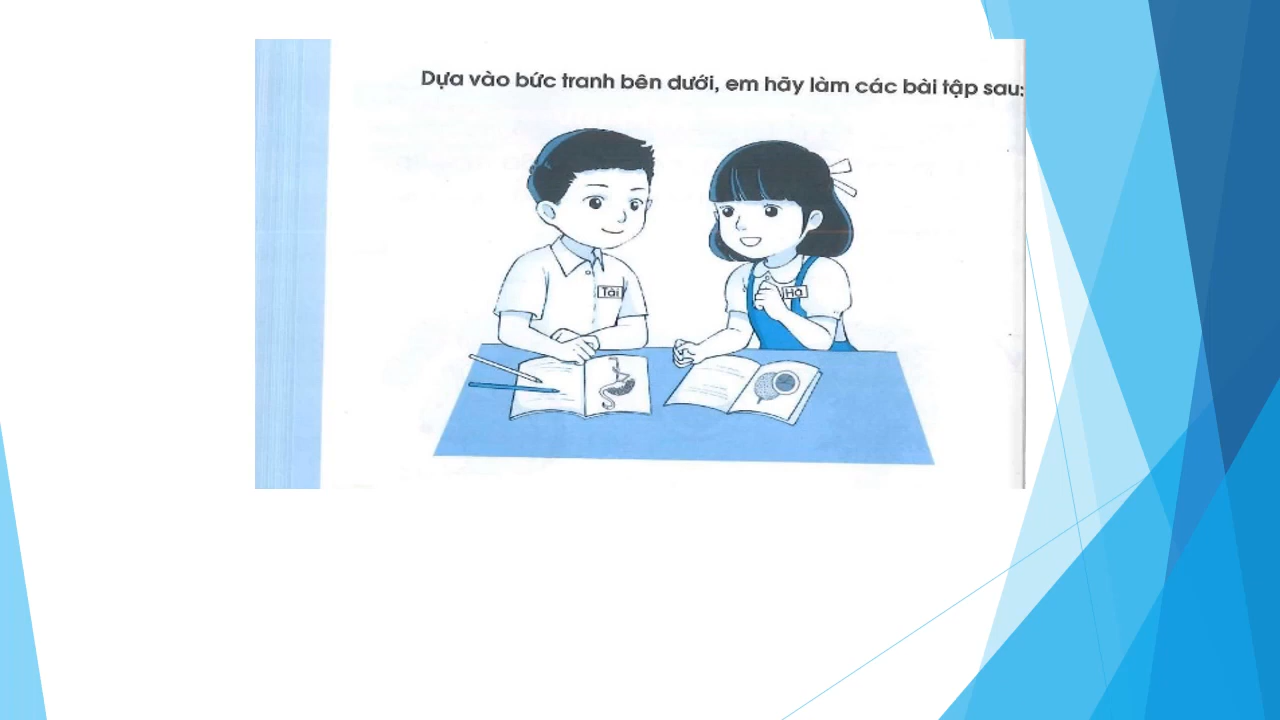 Dựa vào bức tranh bên dưới, em hãy làm các bài tập sau:
Tài
Hà